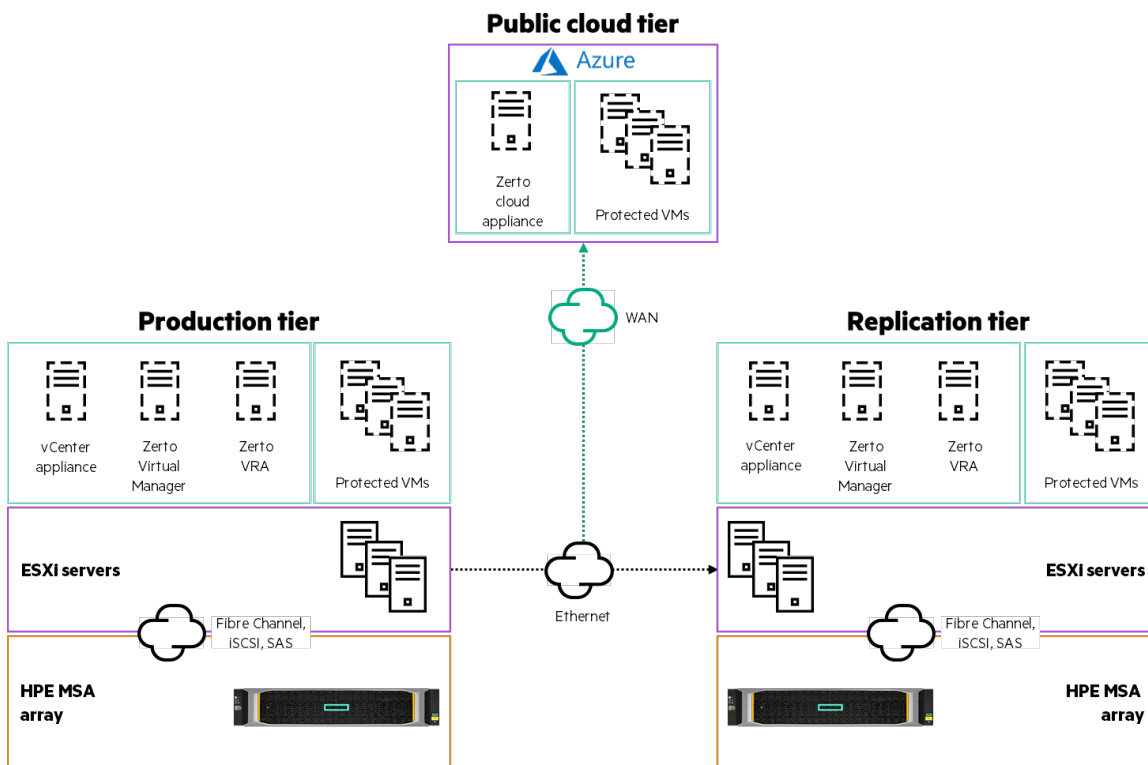 Public cloud tier
Azure
Zerto
cloud
appliance
Protected VMs
WAN
Production tier
vCenter
appliance
Zerto
Virtual
Manager
Zerto
VRA
Protected VMs
ESXi servers
Fibre Channel,
iSCSI, SAS
HPE MSA
array
Ethernet
Replication tier
vCenter
appliance
Zerto
Virtual
Manager
Zerto
VRA
Protected VMs
ESXi servers
Fibre Channel,
iSCSI, SAS
HPE MSA
array